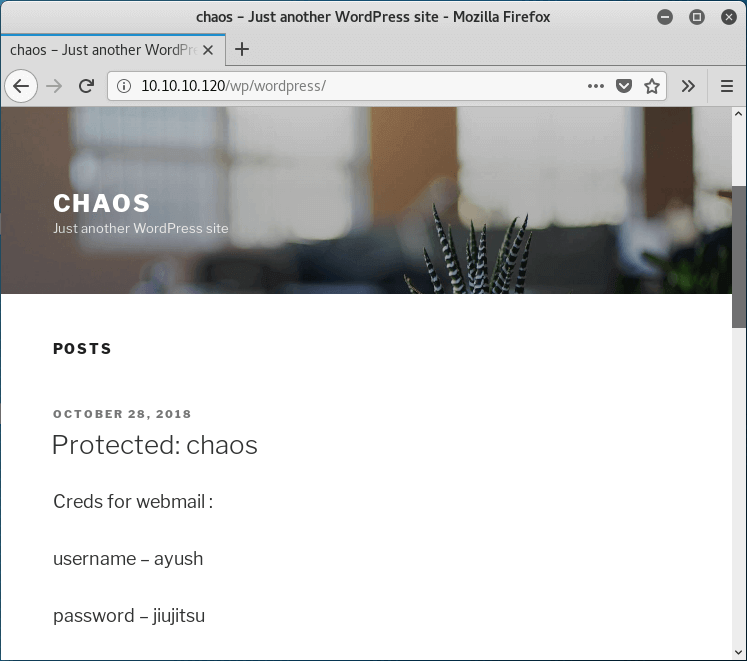 chaos – Just another WordPress site - Mozilla Firefox
chaos – Just another WordPre
10.10.10.120/wp/wordpress/
CHAOS
Just another WordPress site
POSTS
OCTOBER 28, 2018
Protected: chaos
Creds for webmail :
username – ayush
password – jiujitsu